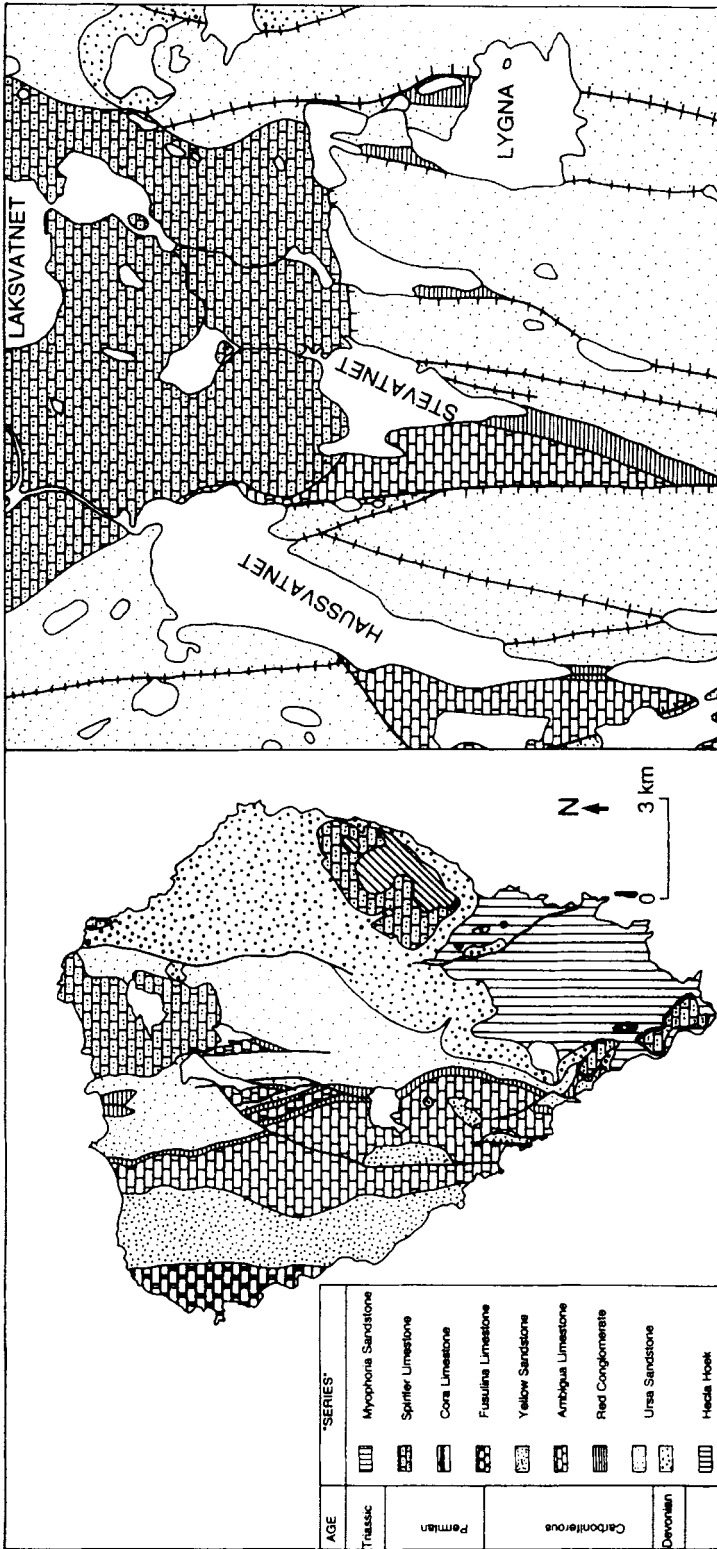 LAKSVATNET
HAUSSVATNET
STEVATNET
LYGNA
N
0 3 km
AGE "SERIES"
Triassic
Permian
Carboniferous
Devonian
Myophoria Sandstone
Spirifer Limestone
Cora Limestone
Fusulina Limestone
Yellow Sandstone
Ambigua Limestone
Red Conglomerate
Ursa Sandstone
Hecla Hoek